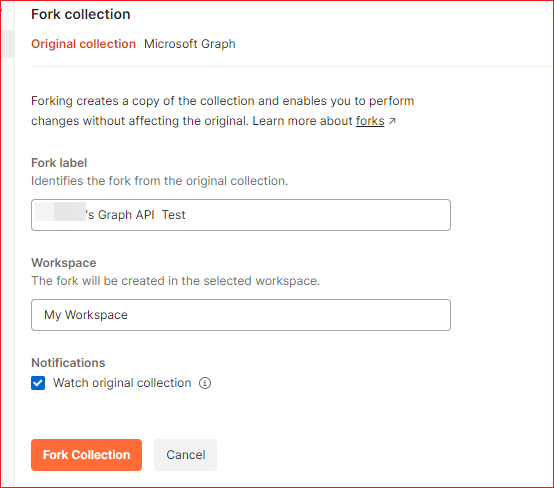 Fork collection
Original collection Microsoft Graph
Forking creates a copy of the collection and enables you to perform
changes without affecting the original. Learn more about forks ↗
Fork label
Identifies the fork from the original collection.
's Graph API Test
Workspace
The fork will be created in the selected workspace.
My Workspace
Notifications
Watch original collection
Fork Collection Cancel